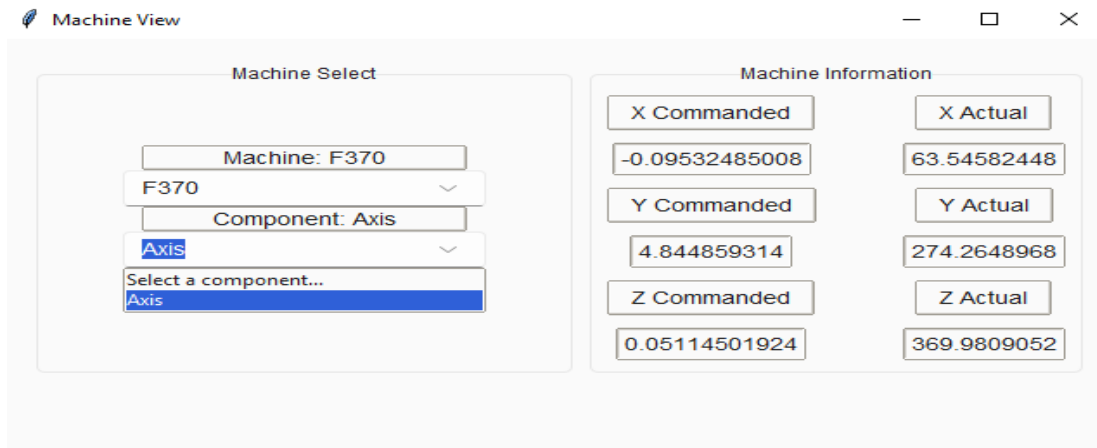 Machine View
Machine Select
Machine: F370
F370
Component: Axis
Axis
Select a component...
Axis
Machine Information
X Commanded X Actual
-0.09532485008 63.54582448
Y Commanded Y Actual
4.844859314 274.2648968
Z Commanded Z Actual
0.05114501924 369.9809052